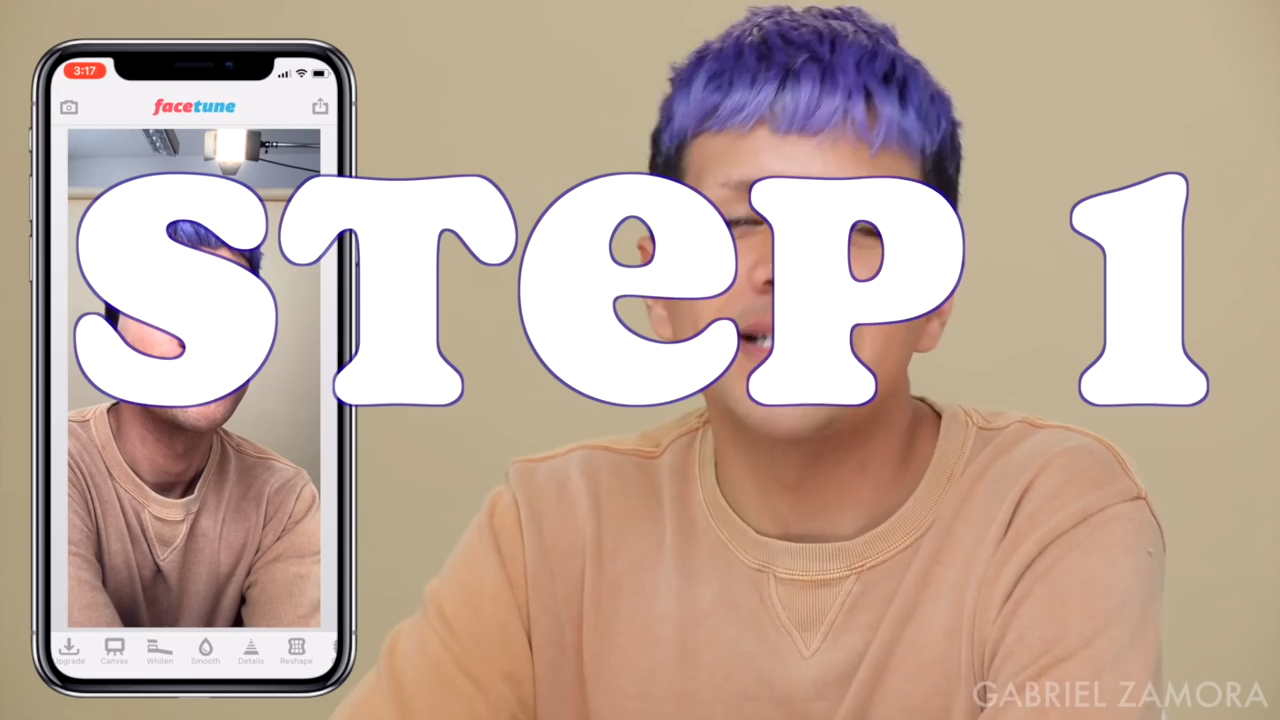 3:17
facetune
STeP 1
Upgrade
Canvas
Whiten
Smooth
Details
Reshape
GABRIEL ZAMORA